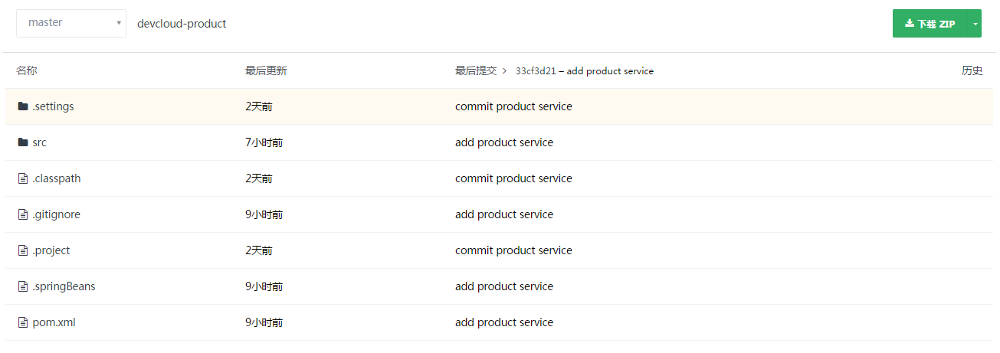 master devcloud-product 下载 ZIP
名称 最后更新 最后提交 > 33cf3d21 – add product service 历史
.settings 2天前 commit product service
src 7小时前 add product service
.classpath 2天前 commit product service
.gitignore 9小时前 add product service
.project 2天前 commit product service
.springBeans 9小时前 add product service
pom.xml 9小时前 add product service